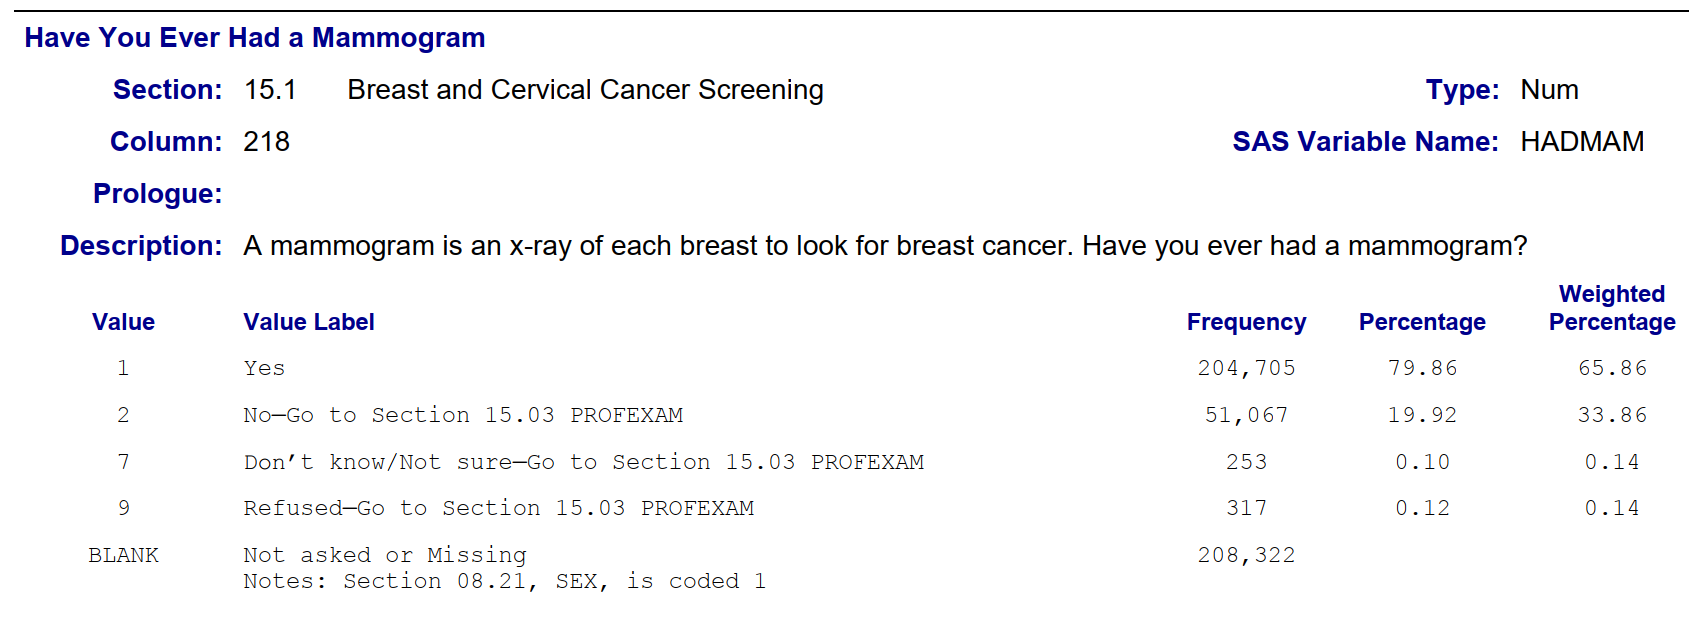 Have You Ever Had a Mammogram
Section: 15.1 Breast and Cervical Cancer Screening Type: Num
Column: 218 SAS Variable Name: HADMAM
Prologue:
Description: A mammogram is an x-ray of each breast to look for breast cancer. Have you ever had a mammogram?
Value Value Label Frequency Percentage Weighted Percentage
1 Yes 204,705 79.86 65.86
2 No—Go to Section 15.03 PROFEXAM 51,067 19.92 33.86
7 Don’t know/Not sure—Go to Section 15.03 PROFEXAM 253 0.10 0.14
9 Refused—Go to Section 15.03 PROFEXAM 317 0.12 0.14
BLANK Not asked or Missing 208,322
Notes: Section 08.21, SEX, is coded 1